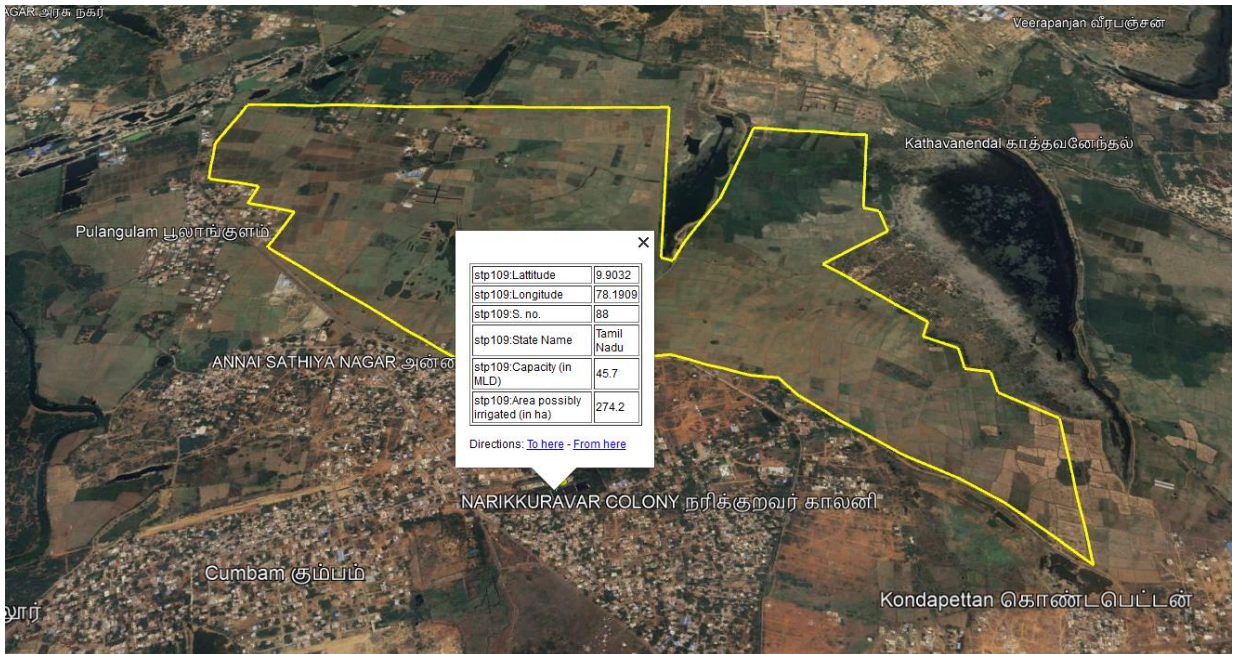 AGAR அரசு நகர்
Veerapanjan வீரபஞ்சன்
Kathavanendal காத்தவனேந்தல்
Pulangulam பூலாங்குளம்
ANNAI SATHIYA NAGAR அன்னை
stp109:Lattitude 9.9032
stp109:Longitude 78.1909
stp109:S. no. 88
stp109:State Name Tamil
Nadu
stp109:Capacity (in
MLD) 45.7
stp109:Area possibly
irrigated (in ha) 274.2
Directions: To here - From here
NARIKKURAVAR COLONY நரிக்குறவர் காலனி
Cumbam கும்பம்
Kondapettan கொண்டபெட்டன்
லூர்